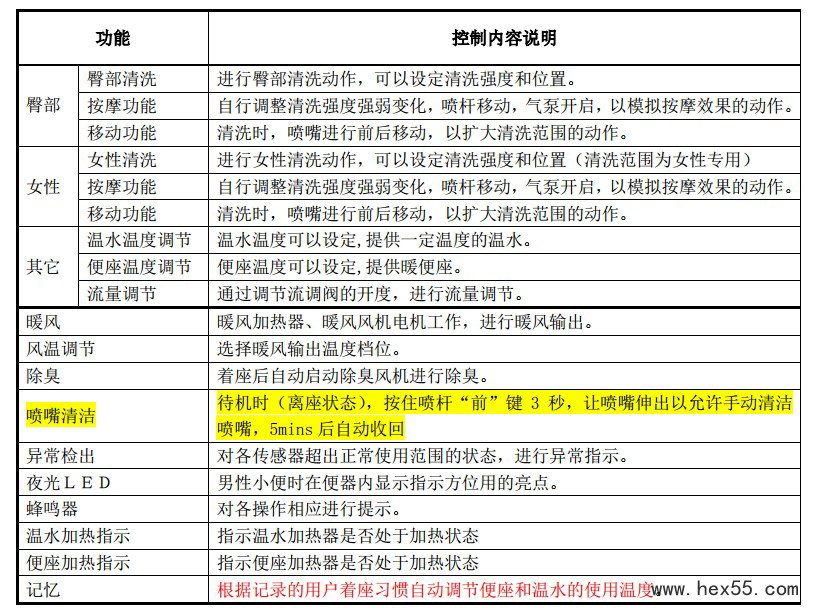 功能 控制内容说明
臀部 臀部清洗 进行臀部清洗动作，可以设定清洗强度和位置。
按摩功能 自行调整清洗强度强弱变化，喷杆移动，气泵开启，以模拟按摩效果的动作。
移动功能 清洗时，喷嘴进行前后移动，以扩大清洗范围的动作。
女性 女性清洗 进行女性清洗动作，可以设定清洗强度和位置（清洗范围为女性专用）
按摩功能 自行调整清洗强度强弱变化，喷杆移动，气泵开启，以模拟按摩效果的动作。
移动功能 清洗时，喷嘴进行前后移动，以扩大清洗范围的动作。
其它 温水温度调节 温水温度可以设定,提供一定温度的温水。
便座温度调节 便座温度可以设定,提供暖便座。
流量调节 通过调节流调阀的开度，进行流量调节。
暖风 暖风加热器、暖风风机电机工作，进行暖风输出。
风温调节 选择暖风输出温度档位。
除臭 着座后自动启动除臭风机进行除臭。
喷嘴清洁 待机时（离座状态），按住喷杆“前”键 3 秒，让喷嘴伸出以允许手动清洁
喷嘴，5mins 后自动收回
异常检出 对各传感器超出正常使用范围的状态，进行异常指示。
夜光ＬＥＤ 男性小便时在便器内显示指示方位用的亮点。
蜂鸣器 对各操作相应进行提示。
温水加热指示 指示温水加热器是否处于加热状态
便座加热指示 指示便座加热器是否处于加热状态
记忆 根据记录的用户着座习惯自动调节便座和温水的使用温度。
www.hex55.com